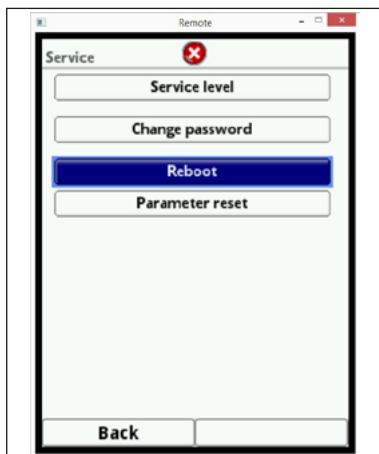 Remote
Service
Service level
Change password
Reboot
Parameter reset
Back